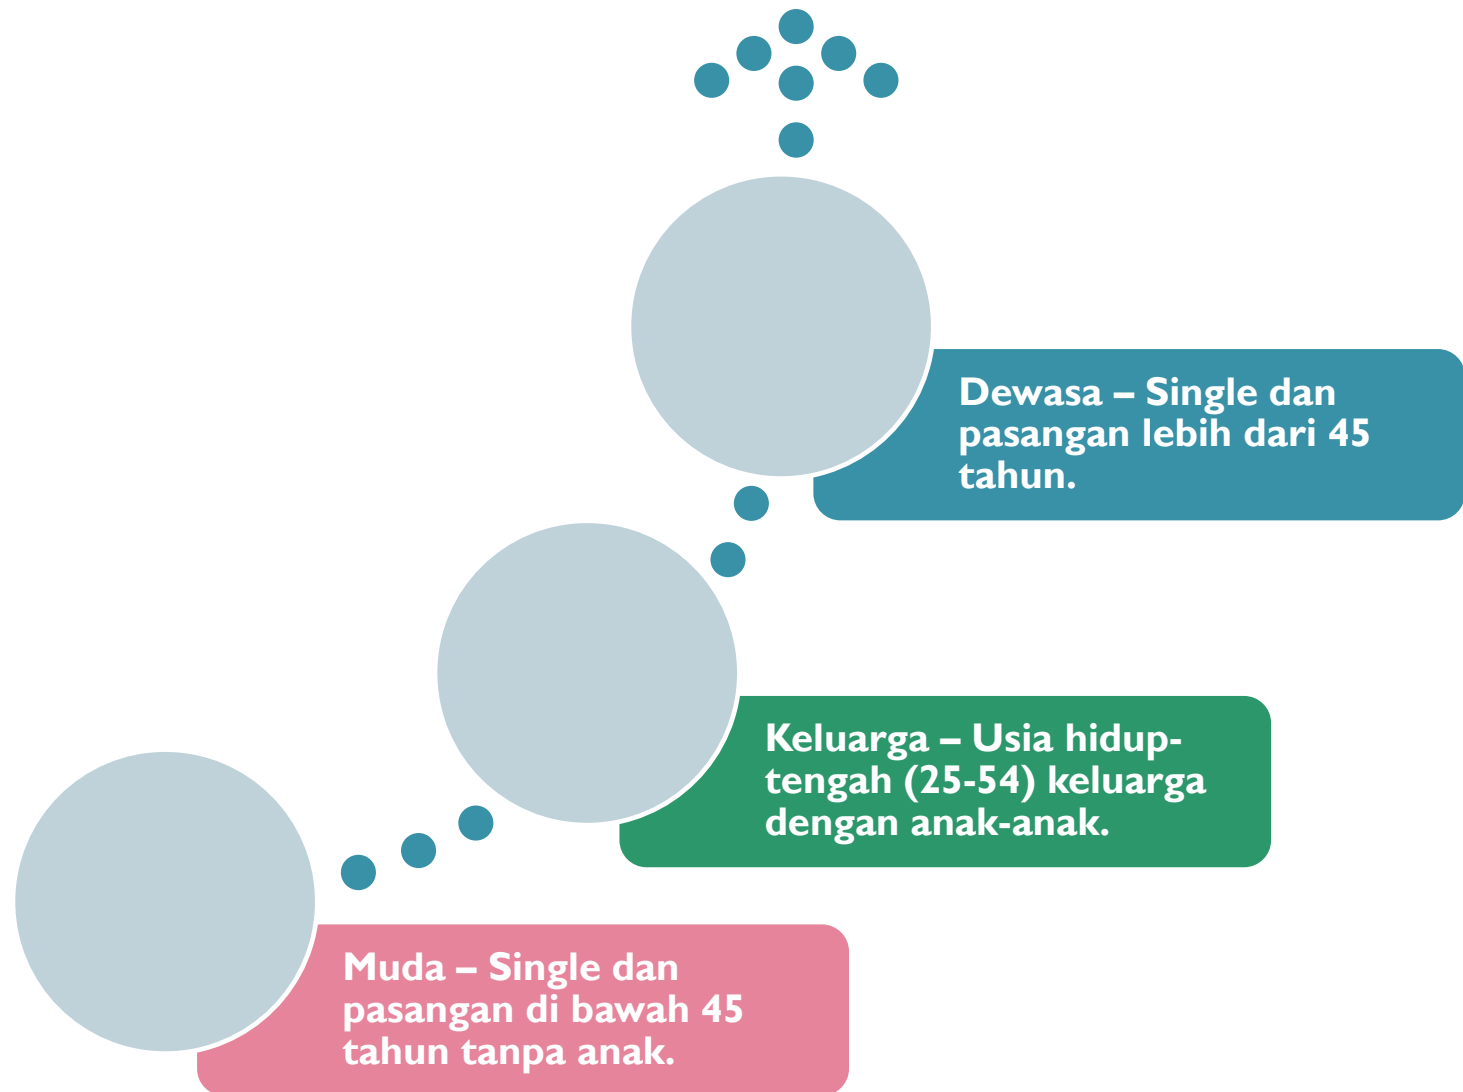 Dewasa – Single dan
pasangan lebih dari 45
tahun.
Keluarga – Usia hidup-
tengah (25-54) keluarga
dengan anak-anak.
Muda – Single dan
pasangan di bawah 45
tahun tanpa anak.